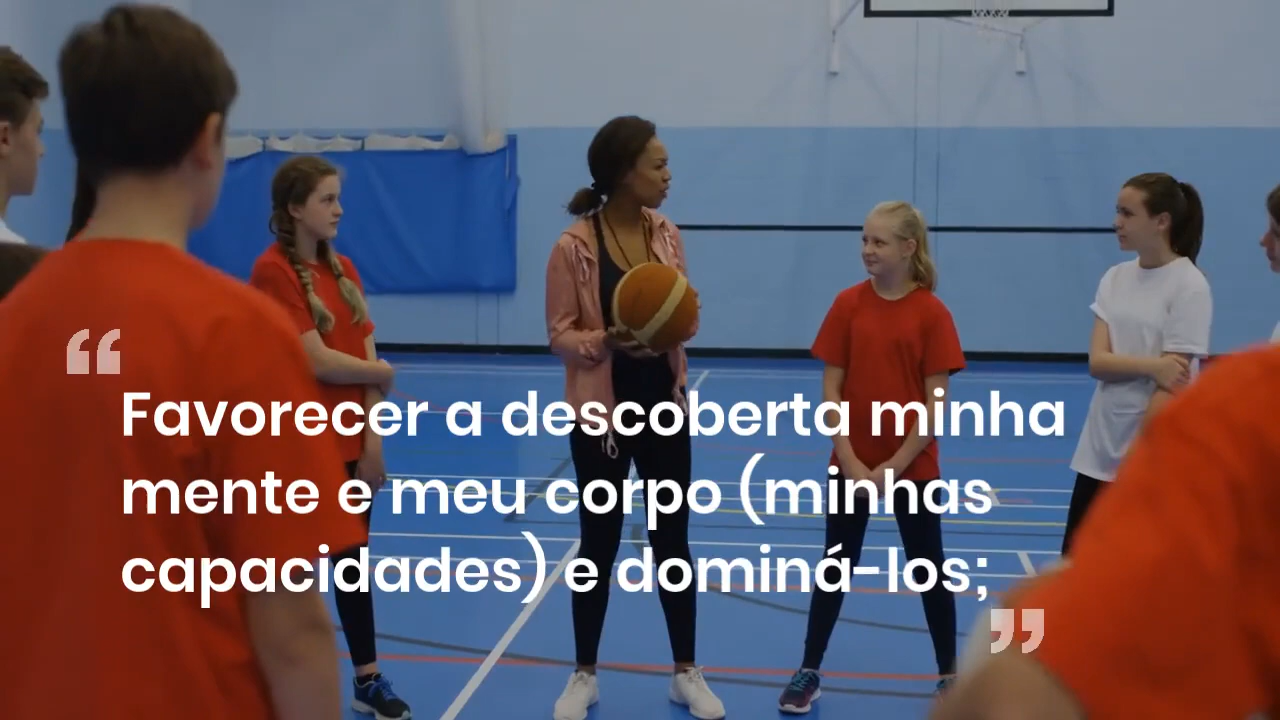 “
Favorecer a descoberta minha
mente e meu corpo (minhas
capacidades) e dominá-los;
”